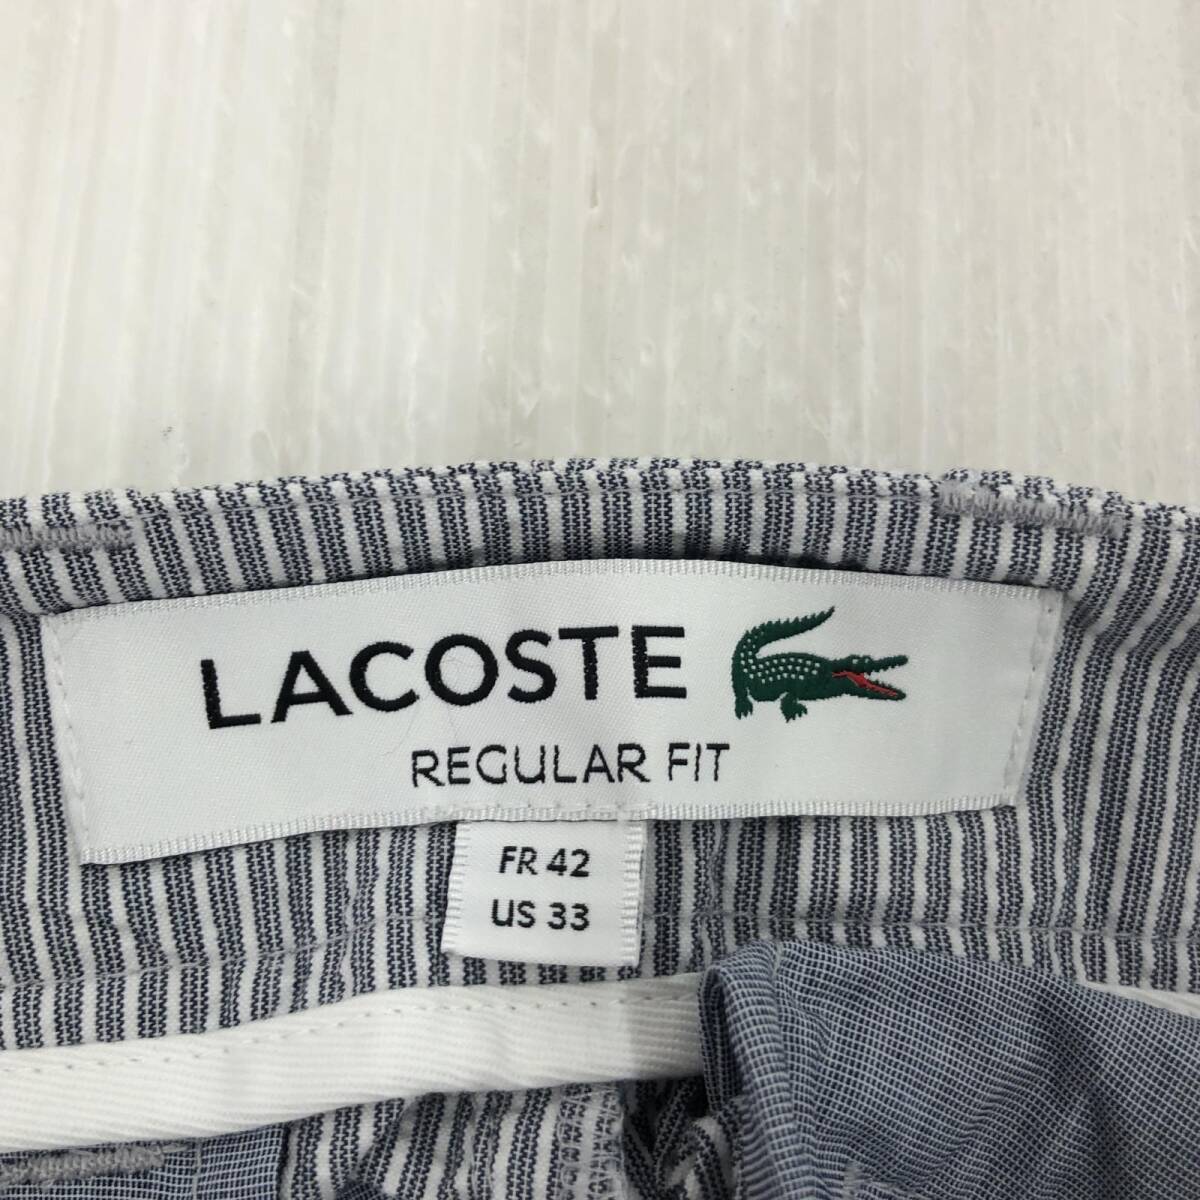 LACOSTE
REGULAR FIT
FR 42
US 33